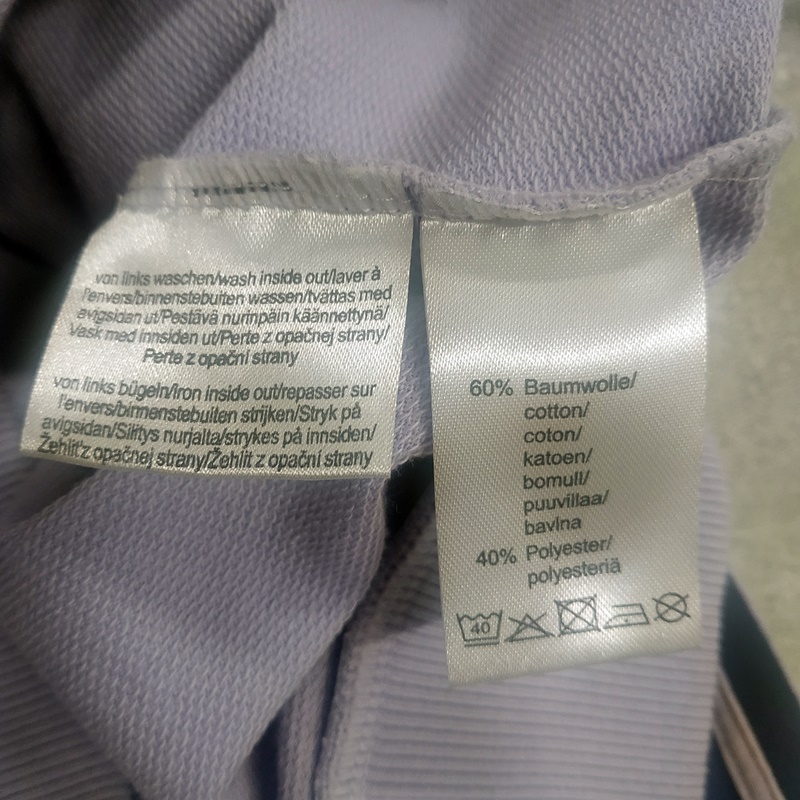 von links waschen/wash inside out/laver à
l'envers/binnenstebuiten wassen/tvättas med
avigsidan ut/Pestävä nurinpäin käännettynä/
Vask med innsiden ut/Perte z opačnej strany/
Perte z opační strany
von links bügeln/iron inside out/repasser sur
l'envers/binnenstebuiten strijken/Stryk på
avigsidan/Silitys nurjalta/strykes på innsiden/
Žehlit'z opačnej strany/Žehlit z opační strany
60% Baumwolle/
cotton/
coton/
katoen/
bomull/
puuvillaa/
bavlna
40% Polyester/
polyesteriä
40